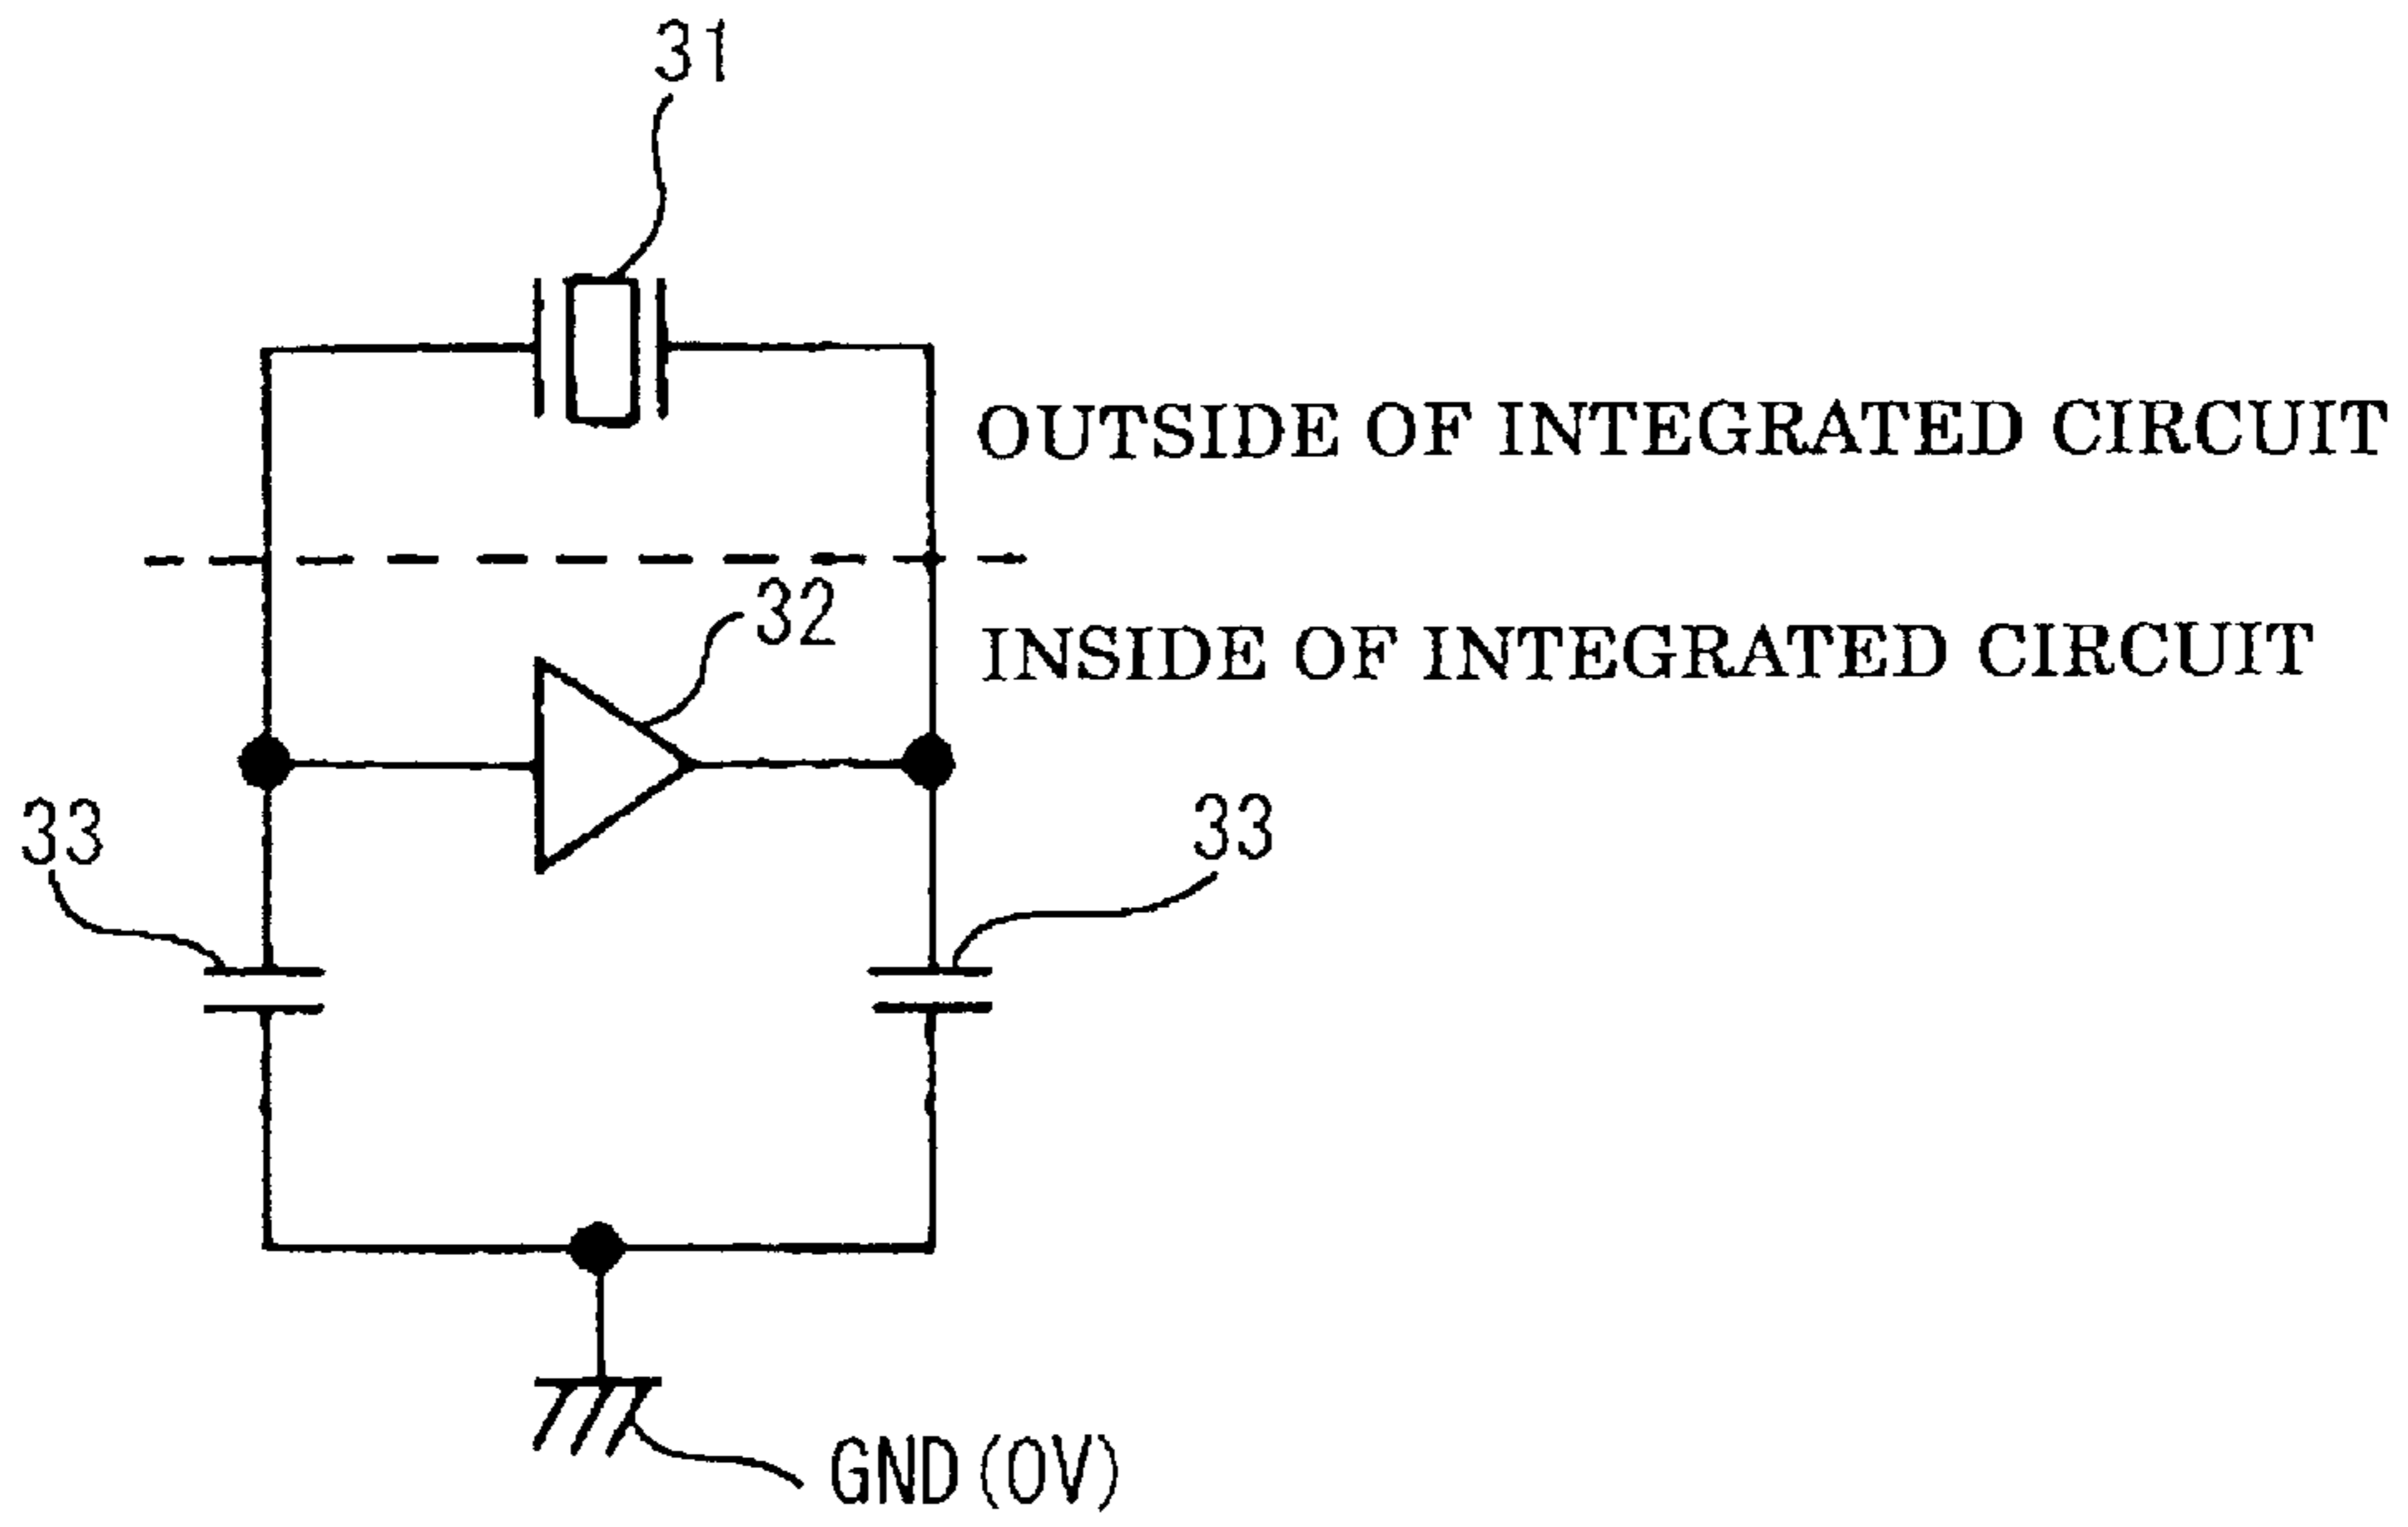 31
OUTSIDE OF INTEGRATED CIRCUIT
32
INSIDE OF INTEGRATED CIRCUIT
33
33
GND(0V)